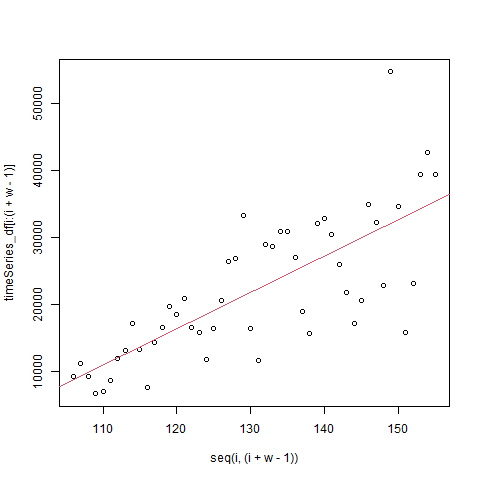 50000
40000
30000
20000
10000
timeSeries_df[i:(i + w - 1)]
110 120 130 140 150
seq(i, (i + w - 1))